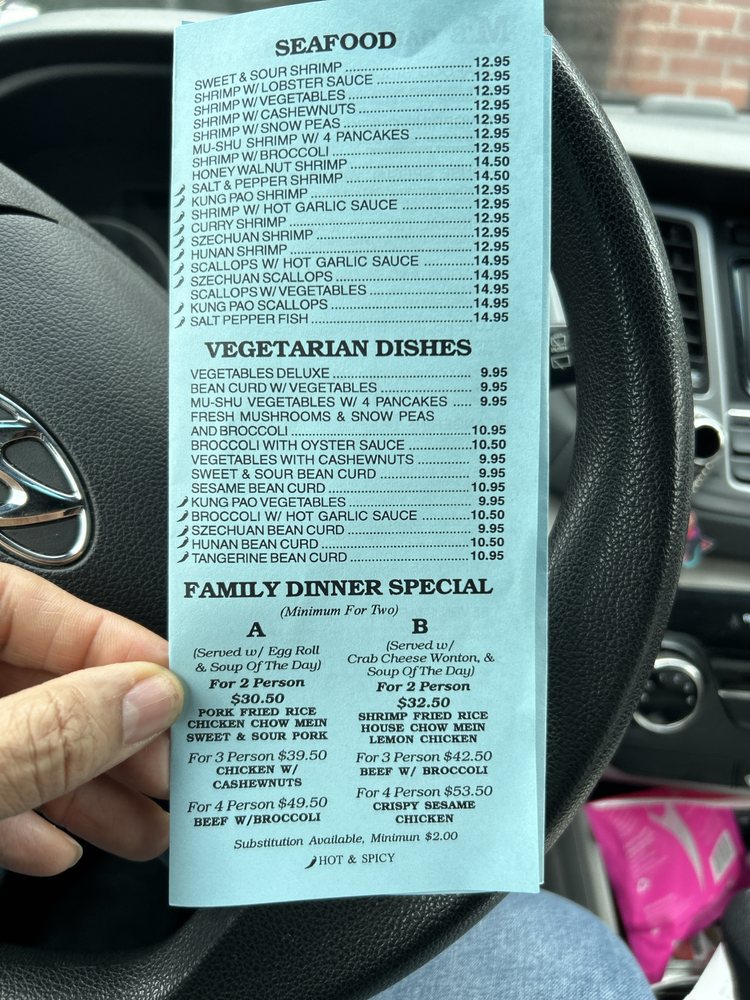 SEAFOOD
SWEET & SOUR SHRIMP 12.95
SHRIMP W/ LOBSTER SAUCE 12.95
SHRIMP W/ VEGETABLES 12.95
SHRIMP W/ CASHEWNUTS 12.95
SHRIMP W/ SNOW PEAS 12.95
MU-SHU SHRIMP W/ 4 PANCAKES 12.95
SHRIMP W/ BROCCOLI 12.95
HONEY WALNUT SHRIMP 14.50
SALT & PEPPER SHRIMP 14.50
KUNG PAO SHRIMP 12.95
SHRIMP W/ HOT GARLIC SAUCE 12.95
CURRY SHRIMP 12.95
SZECHUAN SHRIMP 12.95
HUNAN SHRIMP 12.95
SCALLOPS W/ HOT GARLIC SAUCE 14.95
SZECHUAN SCALLOPS 14.95
SCALLOPS W/ VEGETABLES 14.95
KUNG PAO SCALLOPS 14.95
SALT PEPPER FISH 14.95
VEGETARIAN DISHES
VEGETABLES DELUXE 9.95
BEAN CURD W/ VEGETABLES 9.95
MU-SHU VEGETABLES W/ 4 PANCAKES 9.95
FRESH MUSHROOMS & SNOW PEAS
AND BROCCOLI 10.95
BROCCOLI WITH OYSTER SAUCE 10.50
VEGETABLES WITH CASHEWNUTS 9.95
SWEET & SOUR BEAN CURD 9.95
SESAME BEAN CURD 10.95
KUNG PAO VEGETABLES 9.95
BROCCOLI W/ HOT GARLIC SAUCE 10.50
SZECHUAN BEAN CURD 9.95
HUNAN BEAN CURD 10.50
TANGERINE BEAN CURD 10.95
FAMILY DINNER SPECIAL
(Minimum For Two)
A
(Served w/ Egg Roll
& Soup Of The Day)
For 2 Person
$30.50
PORK FRIED RICE
CHICKEN CHOW MEIN
SWEET & SOUR PORK
For 3 Person $39.50
CHICKEN W/
CASHEWNUTS
For 4 Person $49.50
BEEF W/BROCCOLI
B
(Served w/
Crab Cheese Wonton, &
Soup Of The Day)
For 2 Person
$32.50
SHRIMP FRIED RICE
HOUSE CHOW MEIN
LEMON CHICKEN
For 3 Person $42.50
BEEF W/ BROCCOLI
For 4 Person $53.50
CRISPY SESAME
CHICKEN
Substitution Available, Minimun $2.00
HOT & SPICY